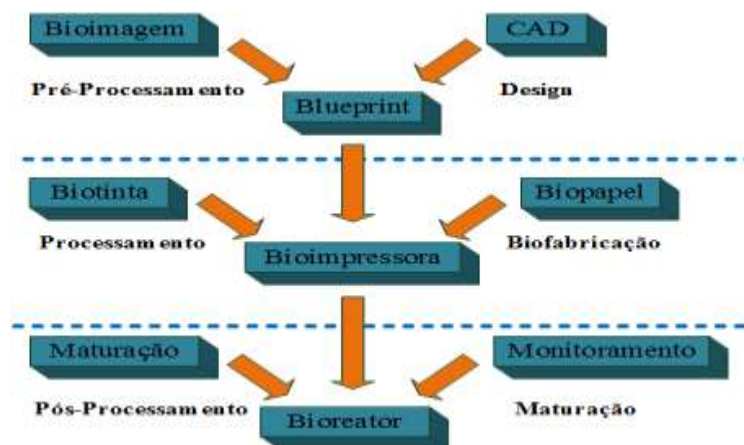 Bioimagem
CAD
Pré-Processamento
Design
Blueprint
Biotinta
Biopapel
Processamento
Biofabricação
Bioimpressora
Maturação
Monitoramento
Pós-Processamento
Maturação
Bioreator